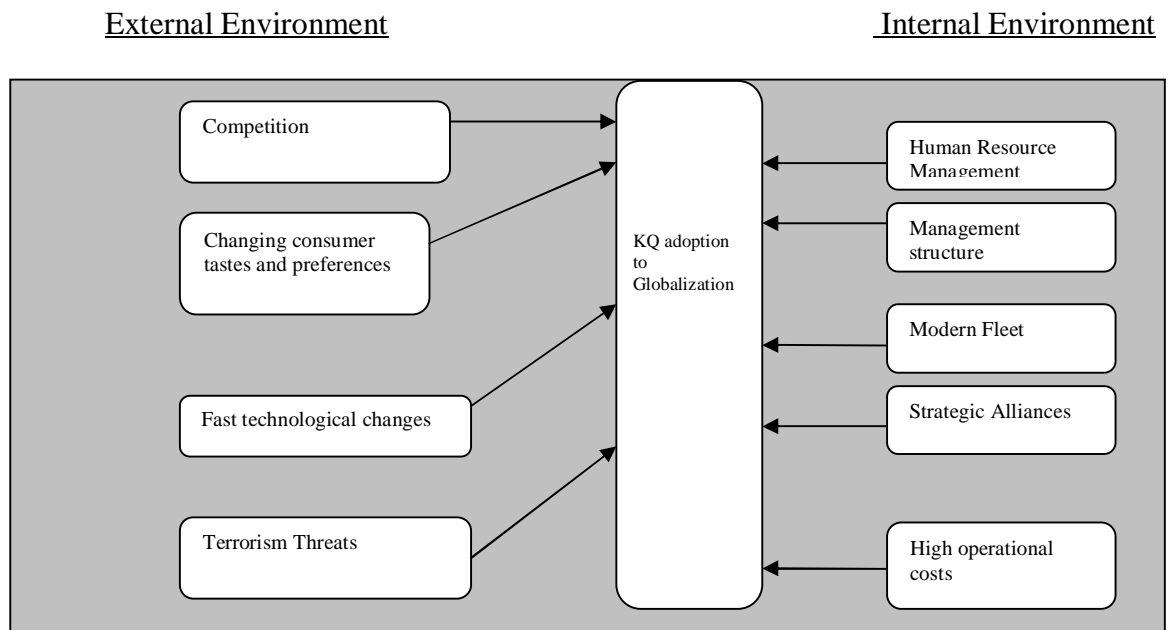 External Environment
Internal Environment
Competition
Changing consumer
tastes and preferences
Fast technological changes
Terrorism Threats
KQ adoption
to
Globalization
Human Resource
Management
Management
structure
Modern Fleet
Strategic Alliances
High operational
costs